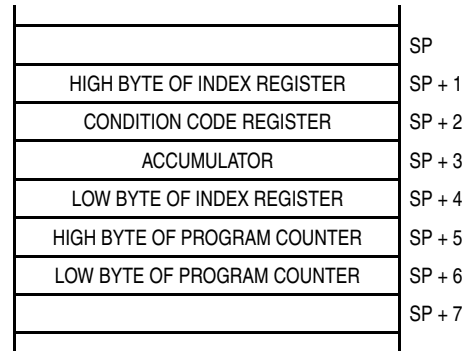 SP
HIGH BYTE OF INDEX REGISTER SP + 1
CONDITION CODE REGISTER SP + 2
ACCUMULATOR SP + 3
LOW BYTE OF INDEX REGISTER SP + 4
HIGH BYTE OF PROGRAM COUNTER SP + 5
LOW BYTE OF PROGRAM COUNTER SP + 6
SP + 7